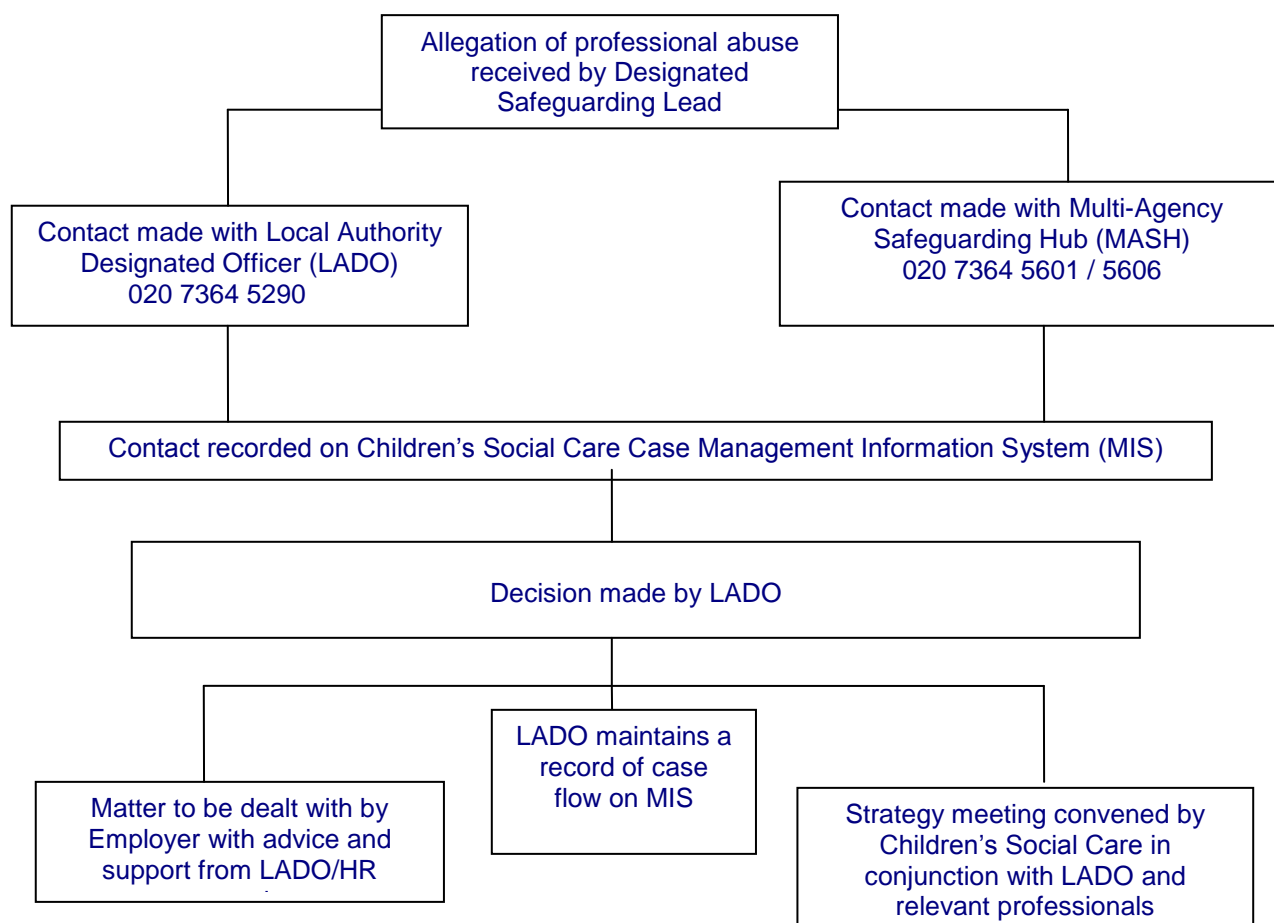 Allegation of professional abuse
received by Designated
Safeguarding Lead
Contact made with Local Authority
Designated Officer (LADO)
020 7364 5290
Contact made with Multi-Agency
Safeguarding Hub (MASH)
020 7364 5601 / 5606
Contact recorded on Children’s Social Care Case Management Information System (MIS)
Decision made by LADO
Matter to be dealt with by
Employer with advice and
support from LADO/HR
LADO maintains a
record of case
flow on MIS
Strategy meeting convened by
Children’s Social Care in
conjunction with LADO and
relevant professionals